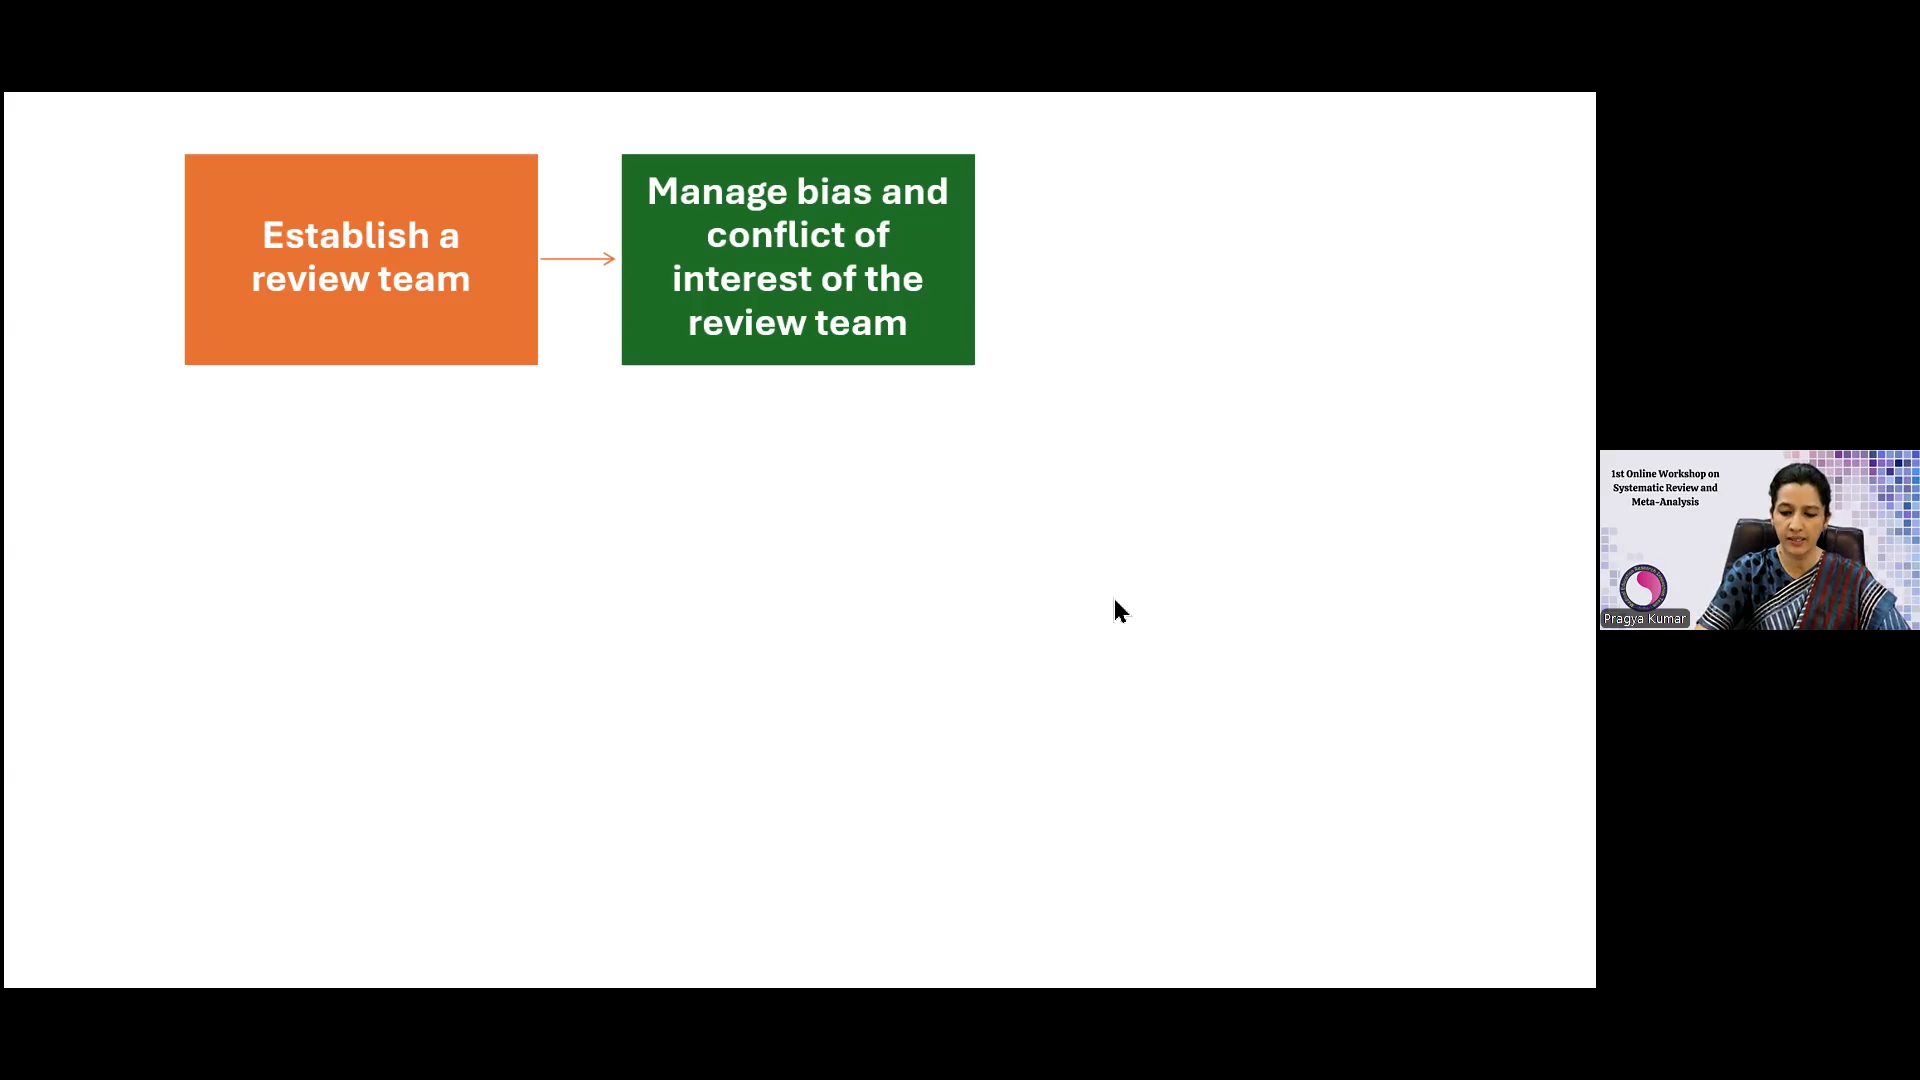 Establish a
review team
Manage bias and
conflict of
interest of the
review team
1st Online Workshop on
Systematic Review and
Meta-Analysis
Pragya Kumar